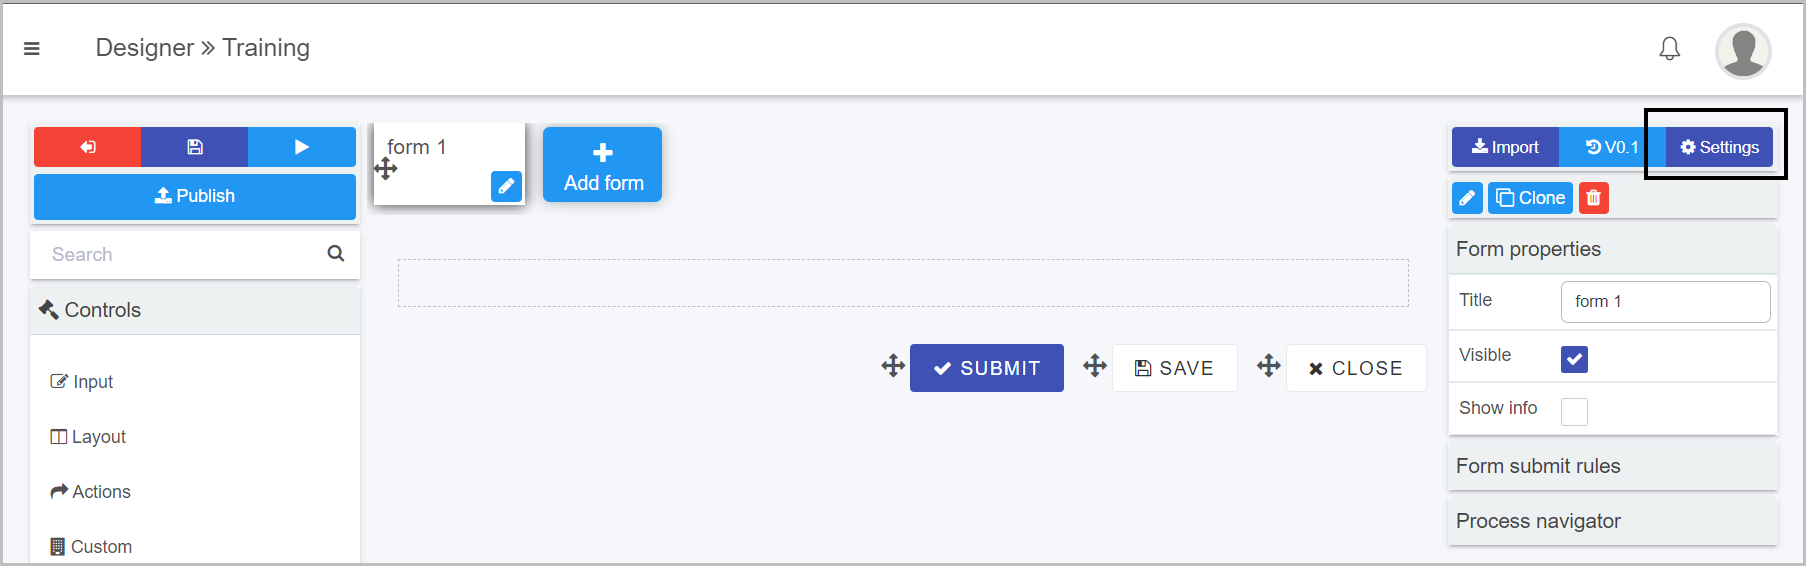 Designer » Training
form 1
Add form
Import
V0.1
Settings
Publish
Clone
Search
Form properties
Controls
Title
form 1
Visible
SUBMIT
SAVE
CLOSE
Input
Show info
Layout
Form submit rules
Actions
Process navigator
Custom